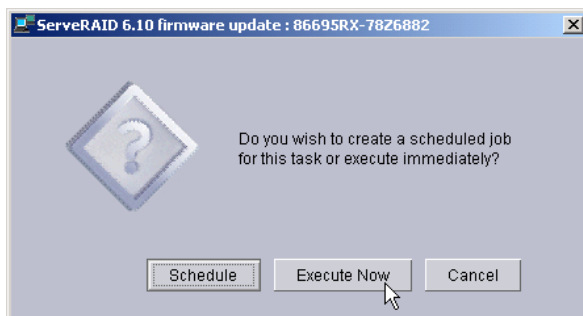 ServeRAID 6.10 firmware update : 86695RX-78Z6882
Do you wish to create a scheduled job
for this task or execute immediately?
Schedule Execute Now Cancel